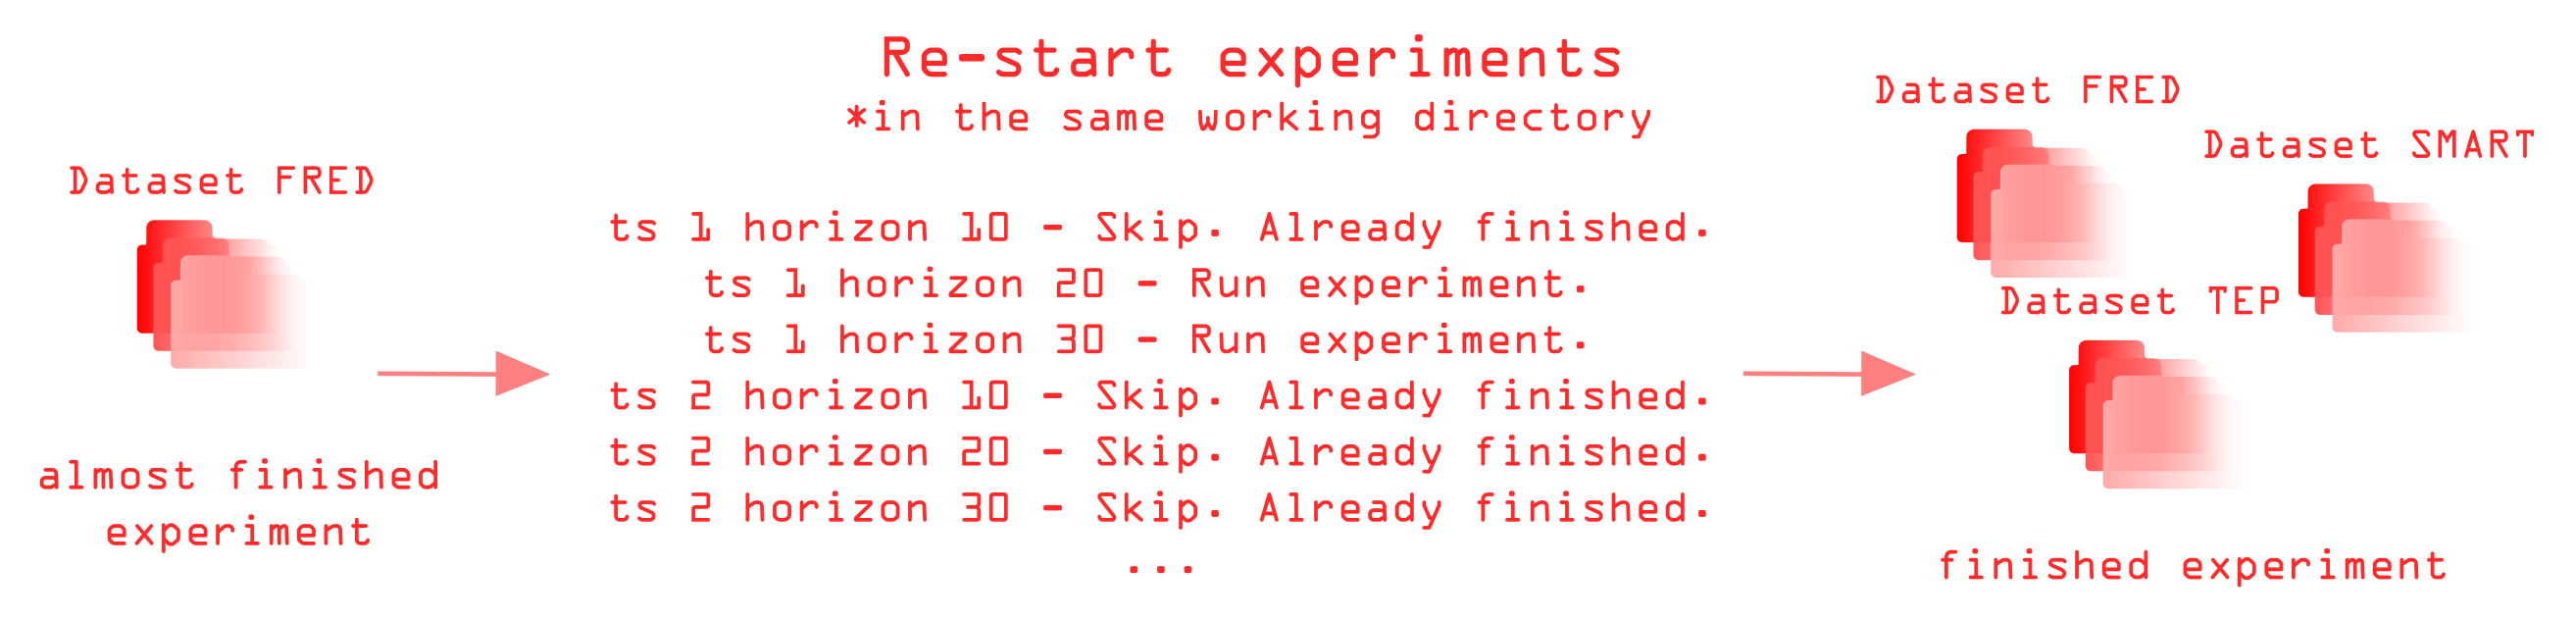 Re-start experiments
*in the same working directory
Dataset FRED
almost finished
experiment
ts 1 horizon 10 - Skip. Already finished.
ts 1 horizon 20 - Run experiment.
ts 1 horizon 30 - Run experiment.
ts 2 horizon 10 - Skip. Already finished.
ts 2 horizon 20 - Skip. Already finished.
ts 2 horizon 30 - Skip. Already finished.
...
Dataset FRED
Dataset SMART
Dataset TEP
finished experiment